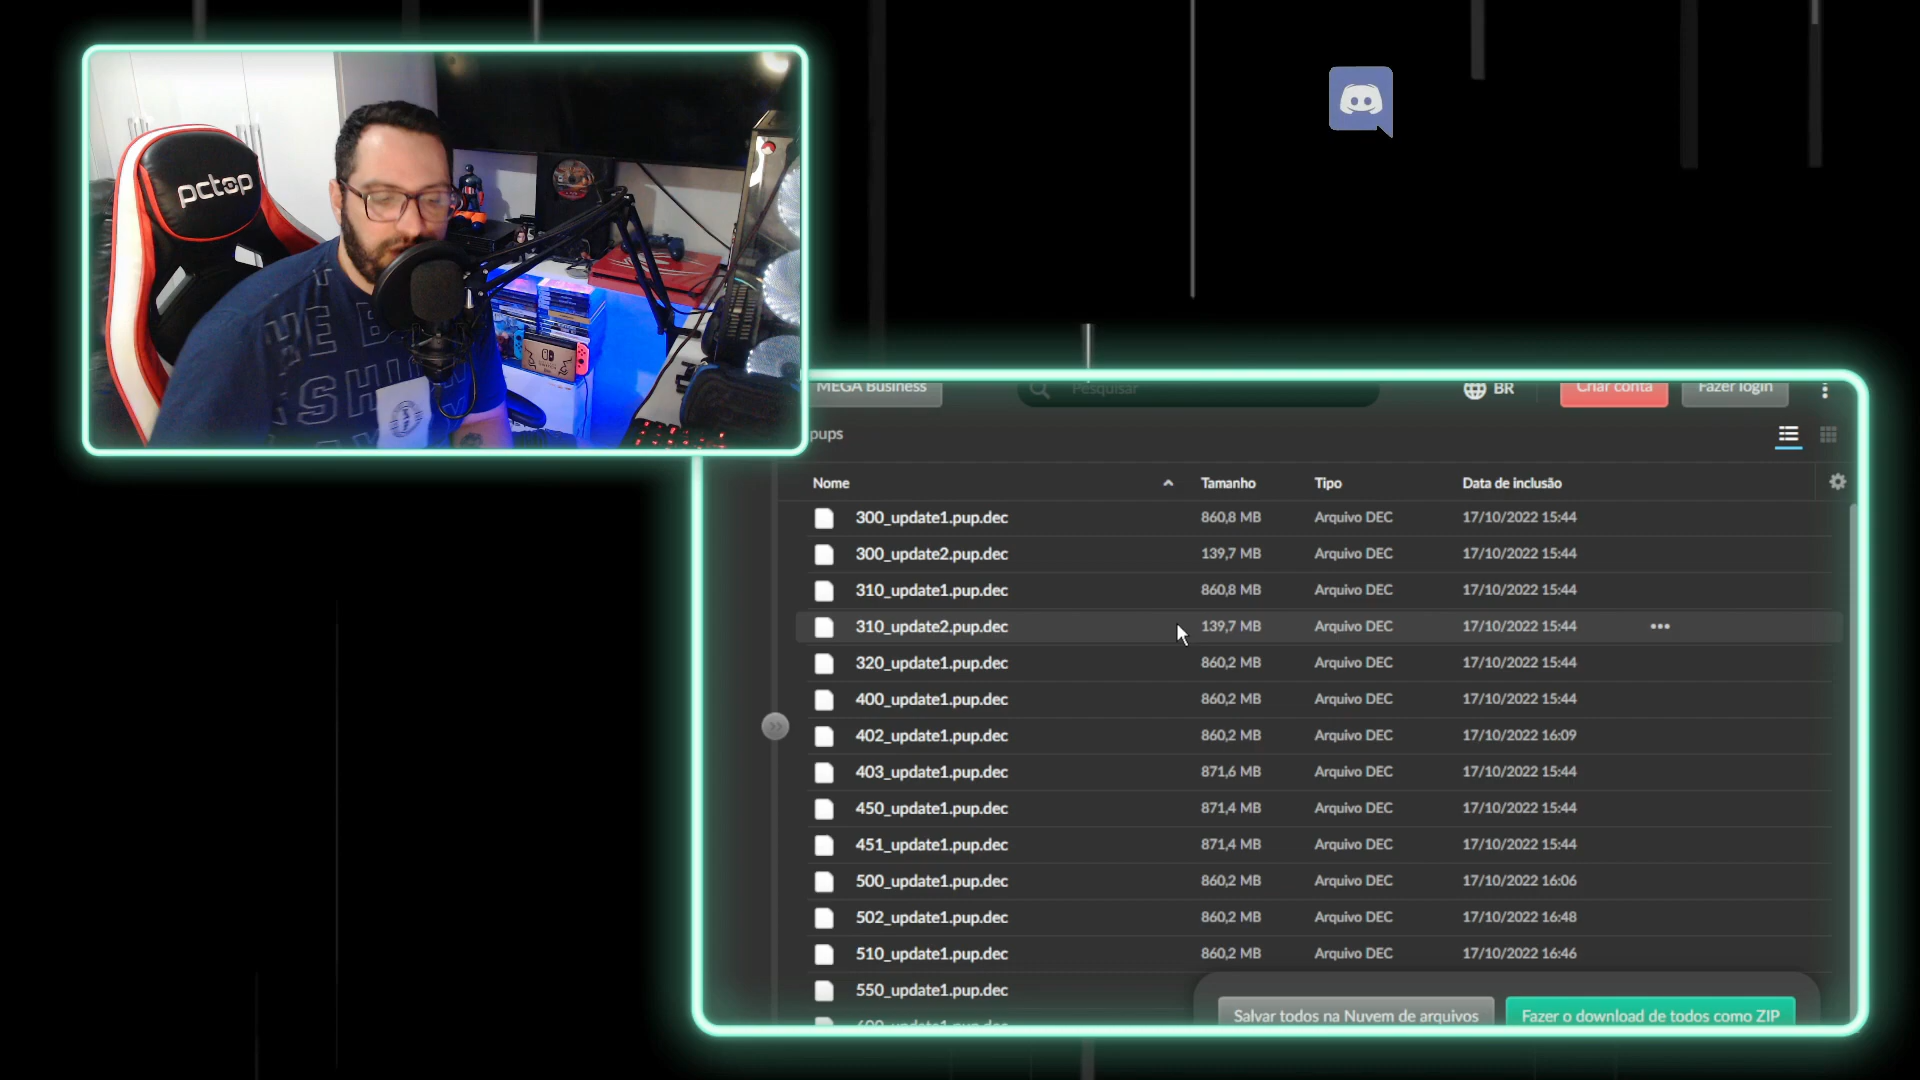 pctop
HE B
SHU
MEGA Business
Pesquisar
BR
Criar conta
Fazer login
pups
Nome
Tamanho
Tipo
Data de inclusão
300_update1.pup.dec
860,8 MB
Arquivo DEC
17/10/2022 15:44
300_update2.pup.dec
139,7 MB
Arquivo DEC
17/10/2022 15:44
310_update1.pup.dec
860,8 MB
Arquivo DEC
17/10/2022 15:44
310_update2.pup.dec
139,7 MB
Arquivo DEC
17/10/2022 15:44
320_update1.pup.dec
860,2 MB
Arquivo DEC
17/10/2022 15:44
400_update1.pup.dec
860,2 MB
Arquivo DEC
17/10/2022 15:44
402_update1.pup.dec
860,2 MB
Arquivo DEC
17/10/2022 16:09
403_update1.pup.dec
871,6 MB
Arquivo DEC
17/10/2022 15:44
450_update1.pup.dec
871,4 MB
Arquivo DEC
17/10/2022 15:44
451_update1.pup.dec
871,4 MB
Arquivo DEC
17/10/2022 15:44
500_update1.pup.dec
860,2 MB
Arquivo DEC
17/10/2022 16:06
502_update1.pup.dec
860,2 MB
Arquivo DEC
17/10/2022 16:48
510_update1.pup.dec
860,2 MB
Arquivo DEC
17/10/2022 16:46
550_update1.pup.dec
Salvar todos na Nuvem de arquivos
Fazer o download de todos como ZIP